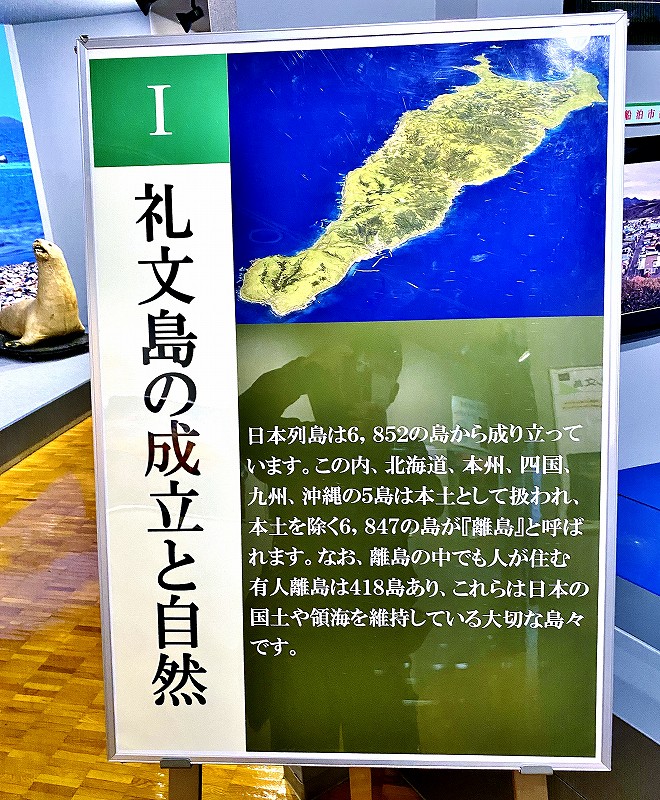 I
礼文島の成立と自然
日本列島は6,852の島から成り立って
います。この内、北海道、本州、四国、
九州、沖縄の5島は本土として扱われ、
本土を除く6,847の島が『離島』と呼ば
れます。なお、離島の中でも人が住む
有人離島は418島あり、これらは日本の
国土や領海を維持している大切な島々
です。
船泊市